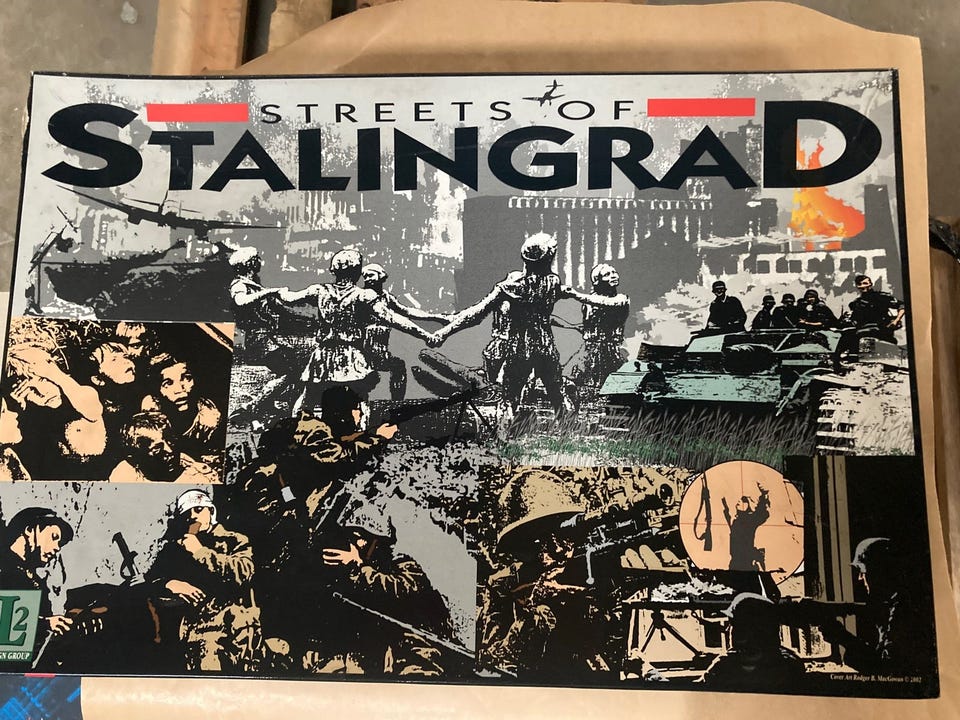 STREETS OF
STALINGRAD
L2
GN GROUP
Cover Art Rodger B. MacGowan © 2002